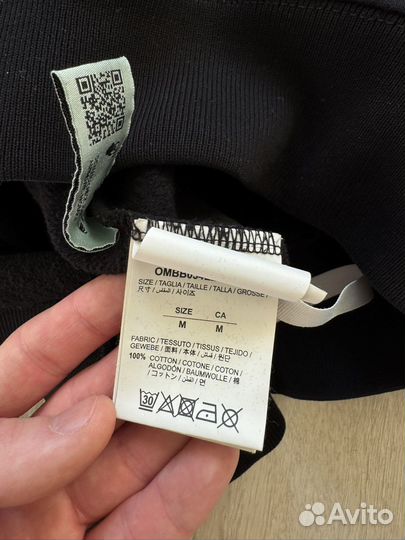 OMBB034
SIZE / TAGLIA / TAILLE / TALLA / GROSSE /
尺寸 / المقاس / 사이즈
SIZE CA
M M
FABRIC / TESSUTO / TISSUS / TEJIDO /
GEWEBE / 面料 / 本体 / قماش / 원단
100% COTTON / COTONE / COTON /
ALGODÓN / BAUMWOLLE / 棉
/ コットン / قطن / 면
30
Avito